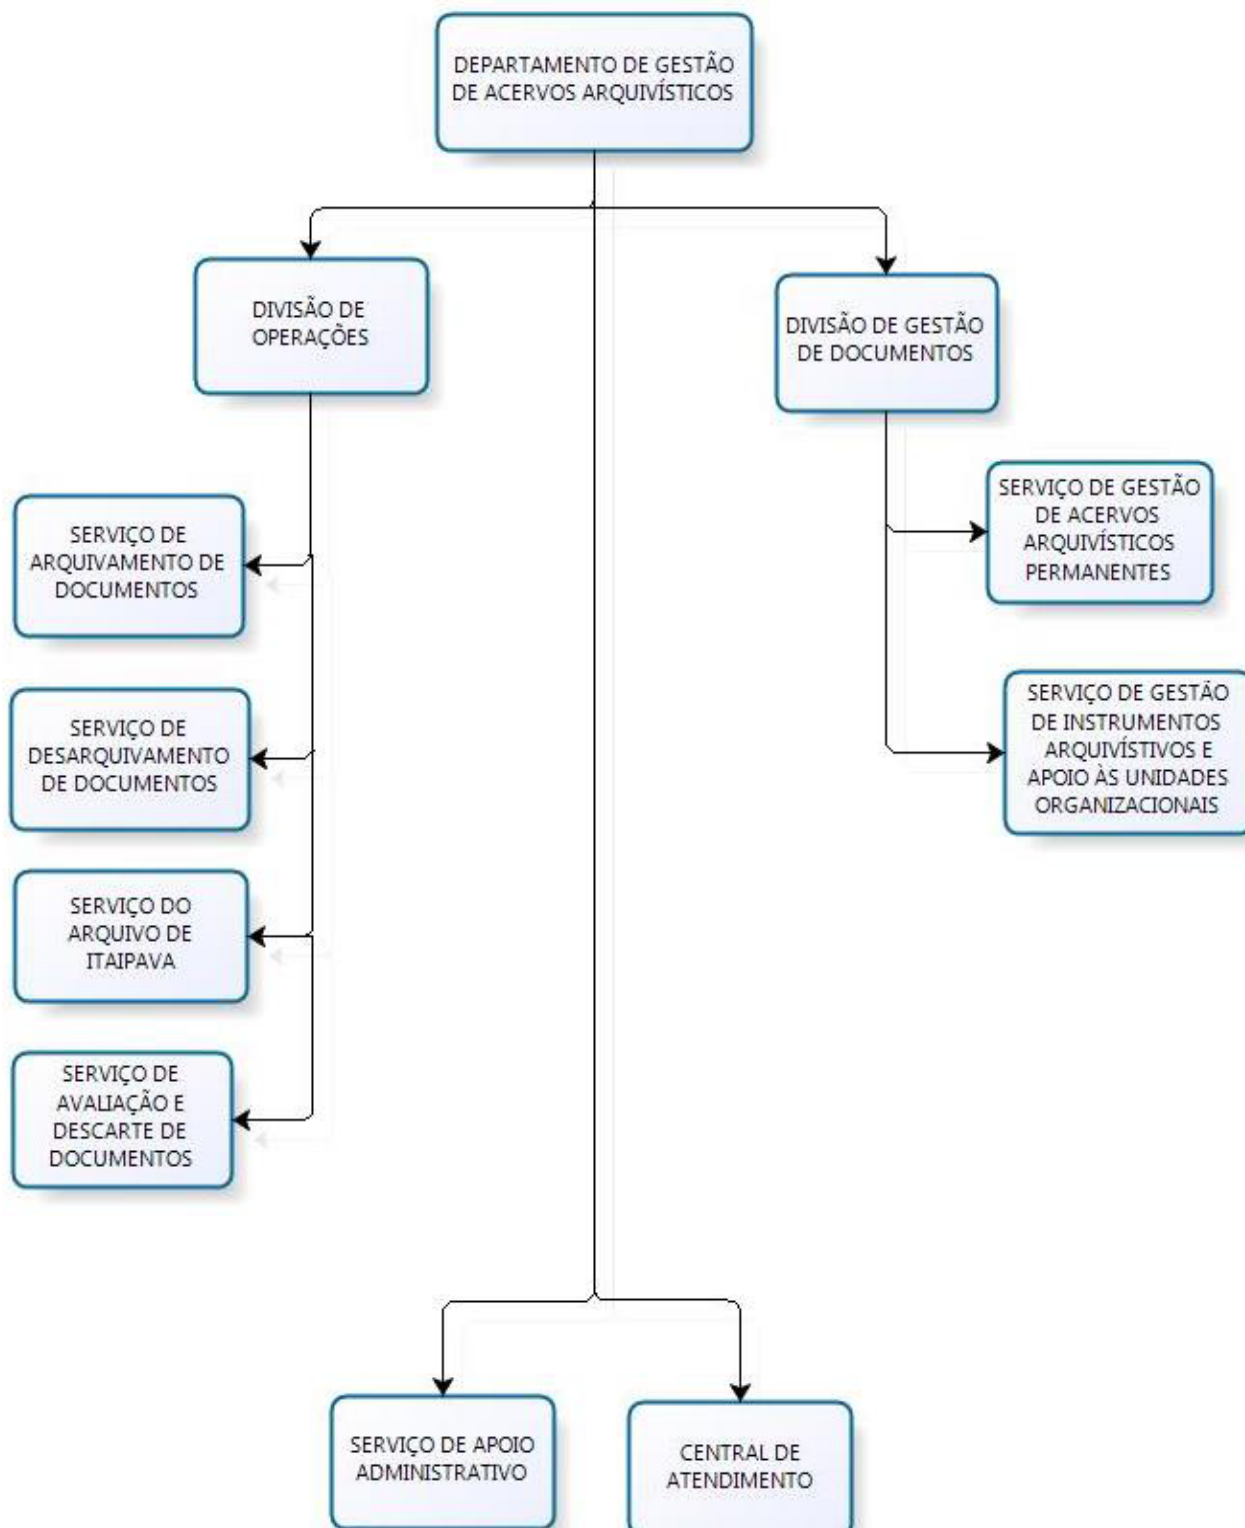 DEPARTAMENTO DE GESTÃO
DE ACERVOS ARQUIVÍSTICOS
DIVISÃO DE
OPERAÇÕES
DIVISÃO DE GESTÃO
DE DOCUMENTOS
SERVIÇO DE
ARQUIVAMENTO DE
DOCUMENTOS
SERVIÇO DE
DESARQUIVAMENTO
DE DOCUMENTOS
SERVIÇO DO
ARQUIVO DE
ITAIPAVA
SERVIÇO DE
AVALIAÇÃO E
DESCARTE DE
DOCUMENTOS
SERVIÇO DE GESTÃO
DE ACERVOS
ARQUIVÍSTICOS
PERMANENTES
SERVIÇO DE GESTÃO
DE INSTRUMENTOS
ARQUIVÍSTIVOS E
APOIO ÀS UNIDADES
ORGANIZACIONAIS
SERVIÇO DE APOIO
ADMINISTRATIVO
CENTRAL DE
ATENDIMENTO